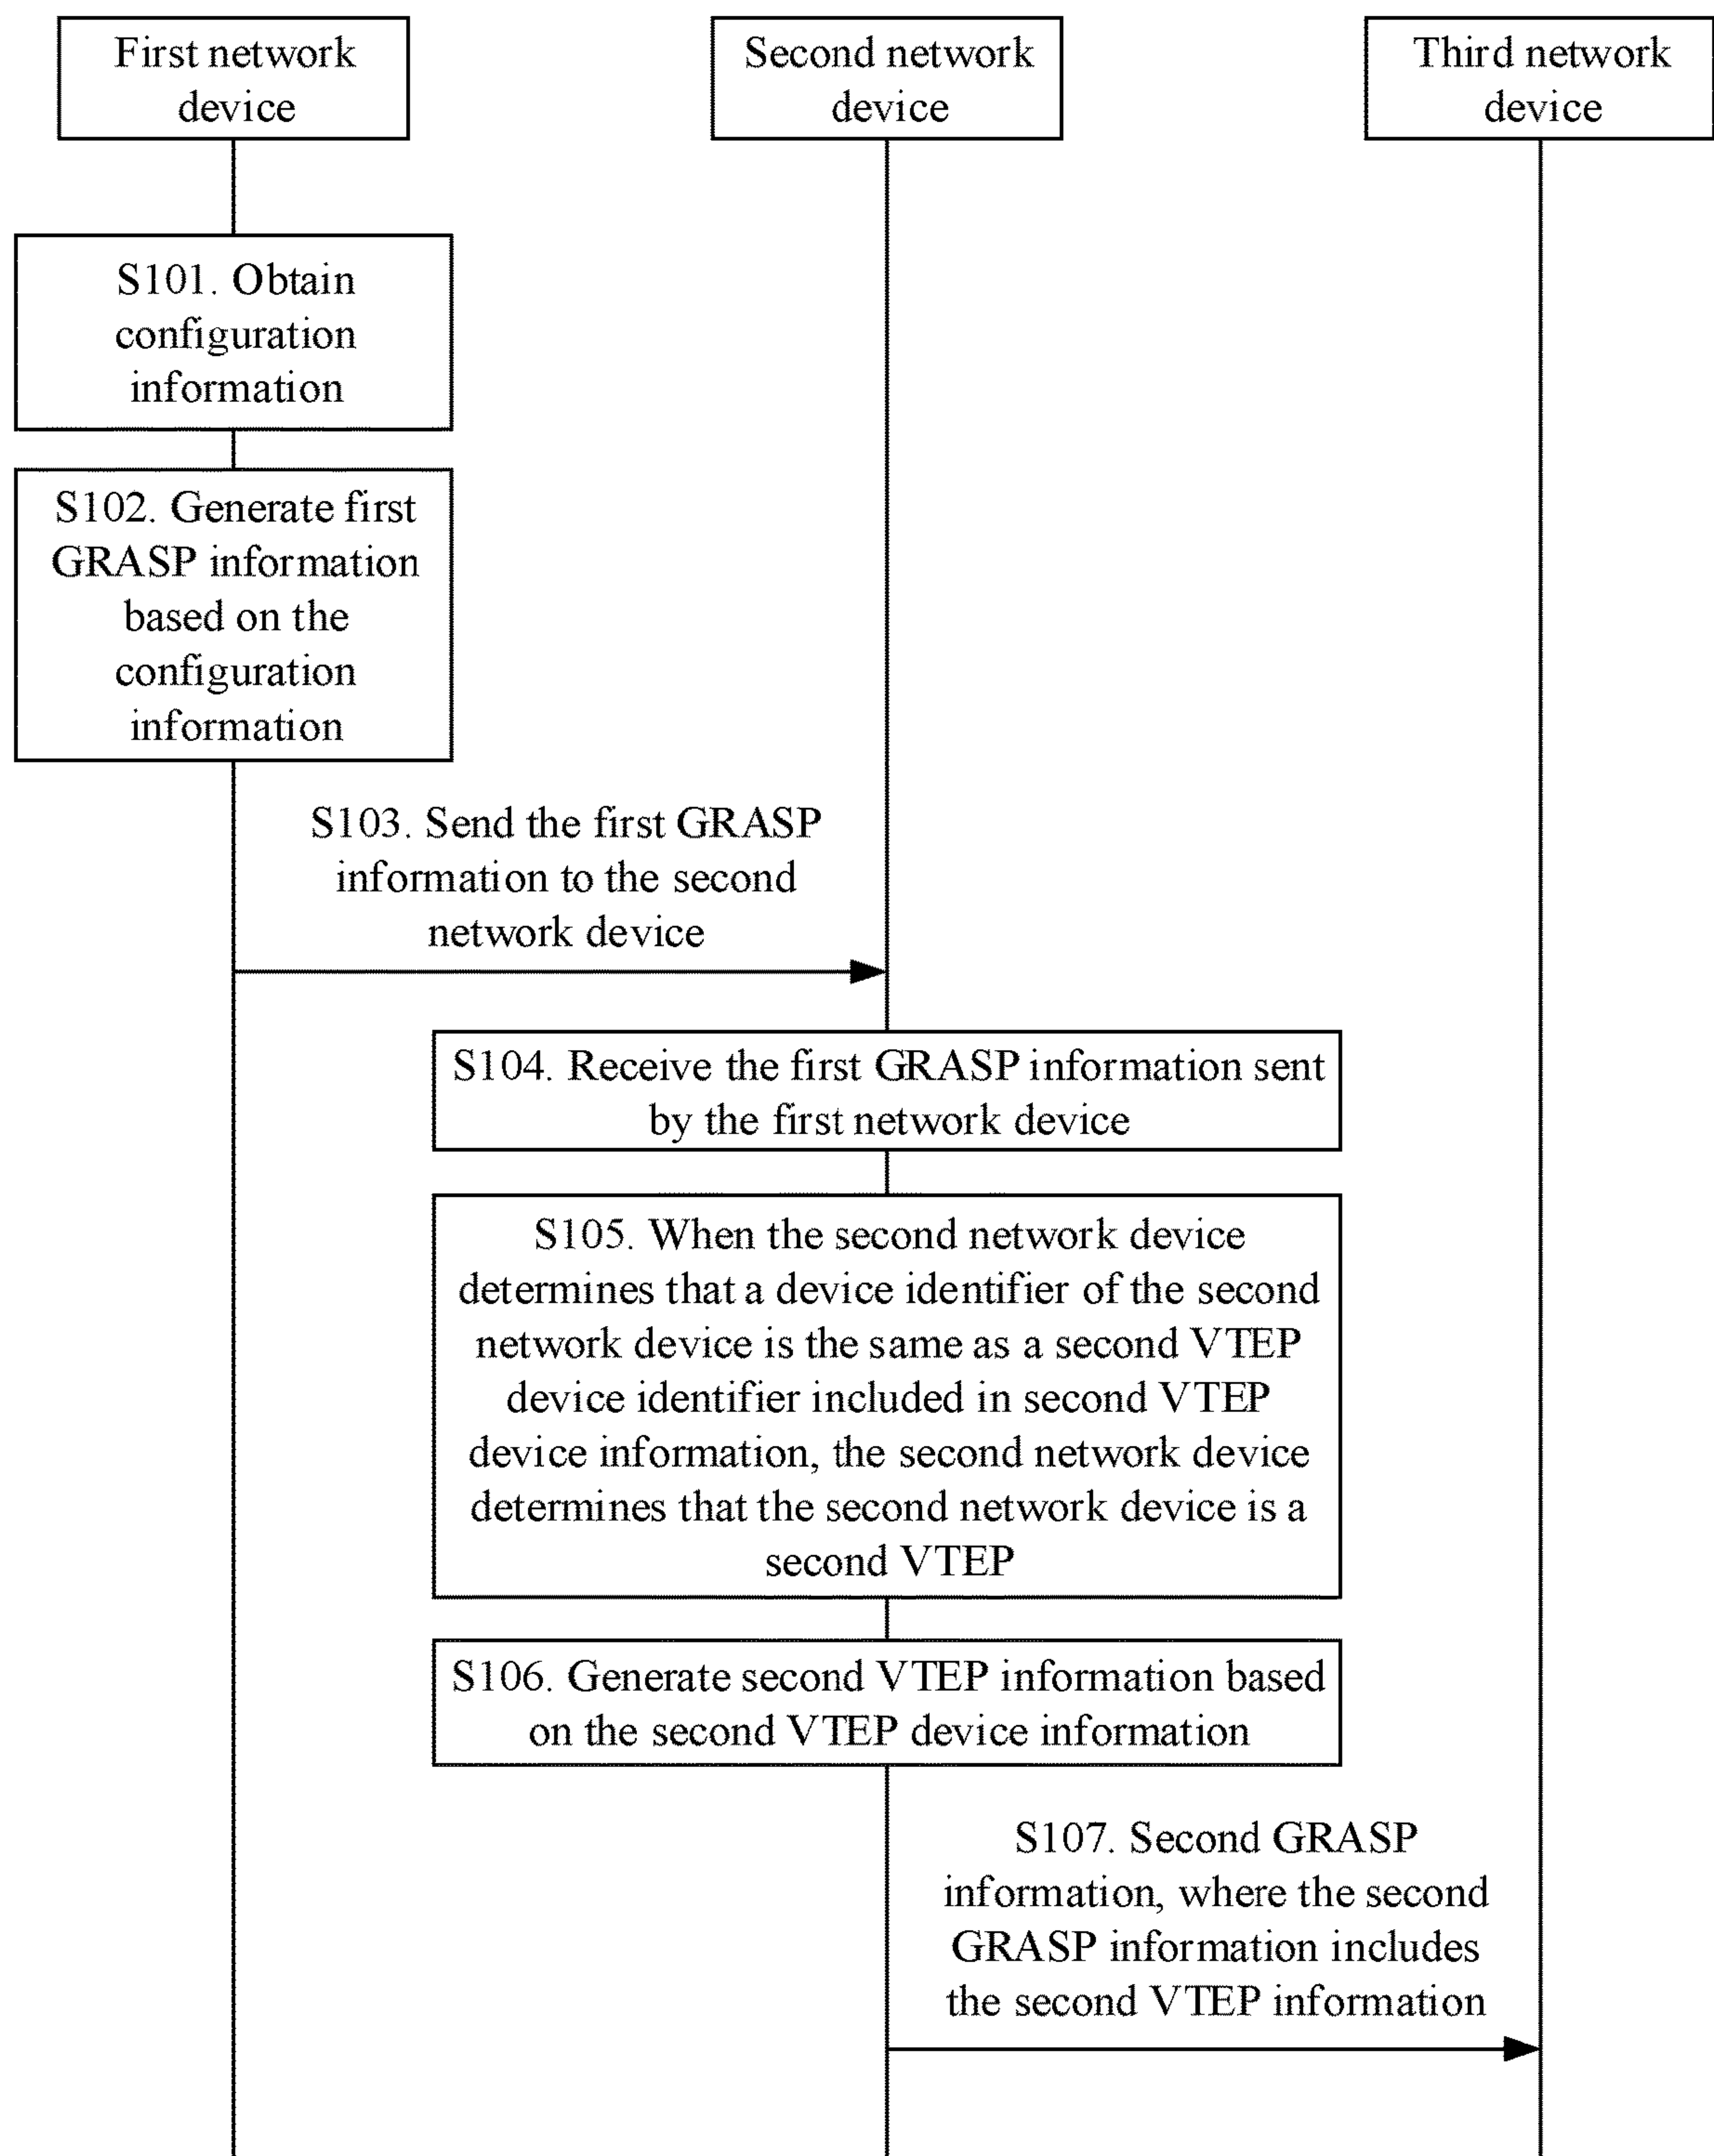 First network
device
Second network
device
Third network
device
S101. Obtain
configuration
information
S102. Generate first
GRASP information
based on the
configuration
information
S103. Send the first GRASP
information to the second
network device
S104. Receive the first GRASP information sent
by the first network device
S105. When the second network device
determines that a device identifier of the second
network device is the same as a second VTEP
device identifier included in second VTEP
device information, the second network device
determines that the second network device is a
second VTEP
S106. Generate second VTEP information based
on the second VTEP device information
S107. Second GRASP
information, where the second
GRASP information includes
the second VTEP information